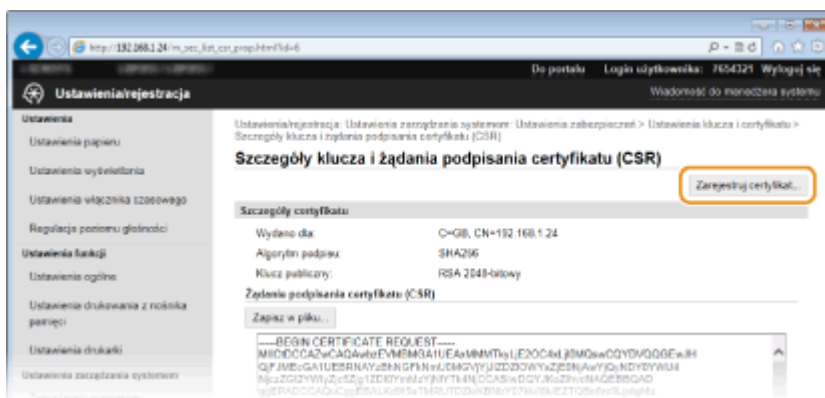 http://192.168.1.24/m_sec_list_csr_prop.html?id=6
Do portalu Login użytkownika: 7654321 Wyloguj się
Ustawienia/rejestracja
Wiadomość do menedżera systemu
Ustawienia
Ustawienia papieru
Ustawienia wyświetlania
Ustawienia włącznika czasowego
Regulacja poziomu głośności
Ustawienia funkcji
Ustawienia ogólne
Ustawienia drukowania z nośnika
pamięci
Ustawienia drukarki
Ustawienia zarządzania systemem
Ustawienia/rejestracja: Ustawienia zarządzania systemem: Ustawienia zabezpieczeń > Ustawienia klucza i certyfikatu >
Szczegóły klucza i żądania podpisania certyfikatu (CSR)
Szczegóły klucza i żądania podpisania certyfikatu (CSR)
Zarejestruj certyfikat...
Szczegóły certyfikatu
Wydano dla: C=GB, CN=192.168.1.24
Algorytm podpisu: SHA256
Klucz publiczny: RSA 2048-bitowy
Żądanie podpisania certyfikatu (CSR)
Zapisz w pliku...
-----BEGIN CERTIFICATE REQUEST-----